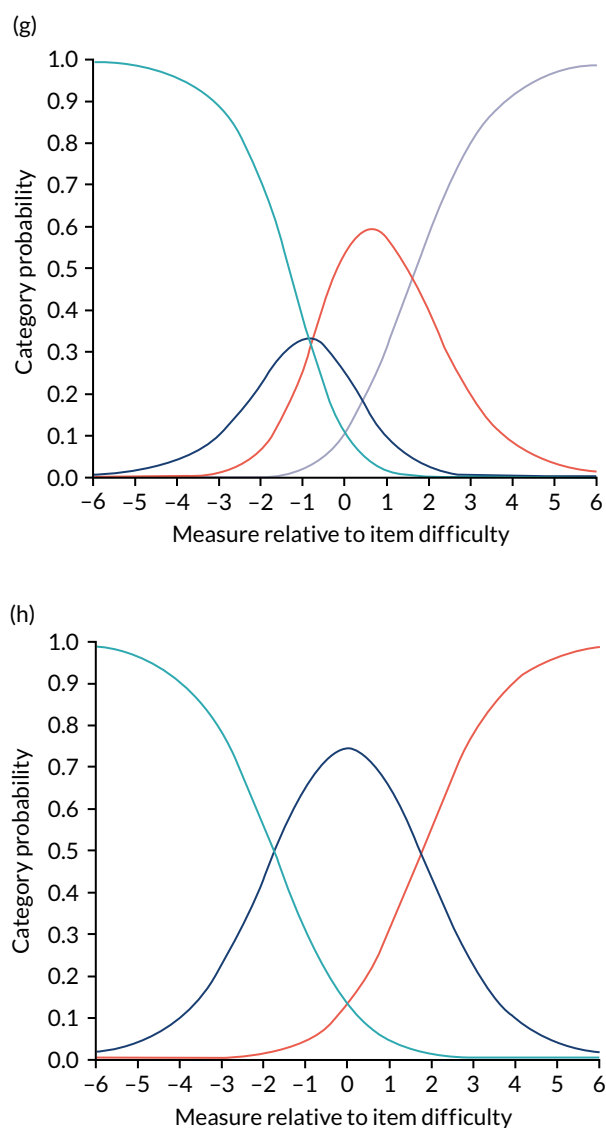 (g)
1.0
0.9
0.8
0.7
0.6
0.5
0.4
0.3
0.2
0.1
0.0
Category probability
–6 –5 –4 –3 –2 –1 0 1 2 3 4 5 6
Measure relative to item difficulty
(h)
1.0
0.9
0.8
0.7
0.6
0.5
0.4
0.3
0.2
0.1
0.0
Category probability
–6 –5 –4 –3 –2 –1 0 1 2 3 4 5 6
Measure relative to item difficulty